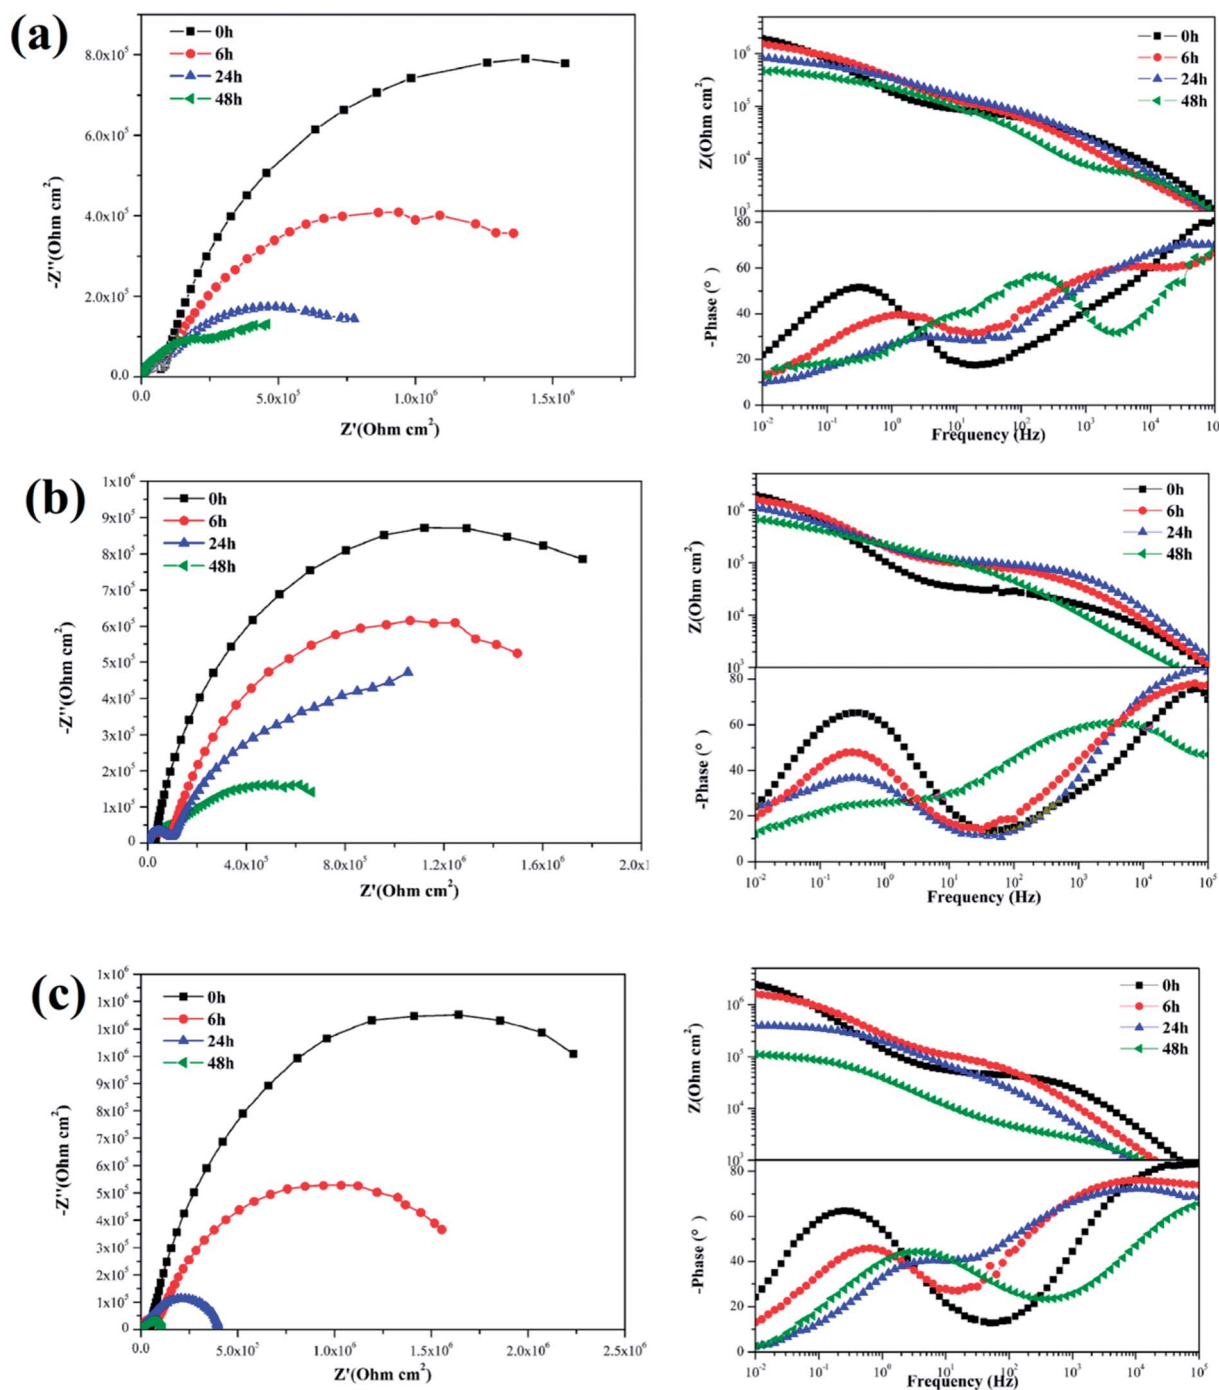 (a)
0h
6h
24h
48h
8.0x10⁵
6.0x10⁵
4.0x10⁵
2.0x10⁵
0.0
-Z''(Ohm cm²)
0.0
5.0x10⁵
1.0x10⁶
1.5x10⁶
Z'(Ohm cm²)
0h
6h
24h
48h
10⁶
10⁵
10⁴
10³
Z(Ohm cm²)
80
60
40
20
0
-Phase (°)
10⁻²
10⁻¹
10⁰
10¹
10²
10³
10⁴
Frequency (Hz)
(b)
0h
6h
24h
48h
1x10⁶
9x10⁵
8x10⁵
7x10⁵
6x10⁵
5x10⁵
4x10⁵
3x10⁵
2x10⁵
1x10⁵
0
-Z''(Ohm cm²)
0.0
4.0x10⁵
8.0x10⁵
1.2x10⁶
1.6x10⁶
2.0x1
Z'(Ohm cm²)
0h
6h
24h
48h
10⁶
10⁵
10⁴
10³
Z(Ohm cm²)
80
60
40
20
0
-Phase (°)
10⁻²
10⁻¹
10⁰
10¹
10²
10³
10⁴
10⁵
Frequency (Hz)
(c)
0h
6h
24h
48h
1x10⁶
1x10⁶
1x10⁶
1x10⁶
9x10⁵
8x10⁵
7x10⁵
6x10⁵
5x10⁵
4x10⁵
3x10⁵
2x10⁵
1x10⁵
0
-Z''(Ohm cm²)
0.0
5.0x10⁵
1.0x10⁶
1.5x10⁶
2.0x10⁶
2.5x10⁶
Z'(Ohm cm²)
0h
6h
24h
48h
10⁶
10⁵
10⁴
10³
Z(Ohm cm²)
80
60
40
20
0
-Phase (°)
10⁻²
10⁻¹
10⁰
10¹
10²
10³
10⁴
10⁵
Frequency (Hz)